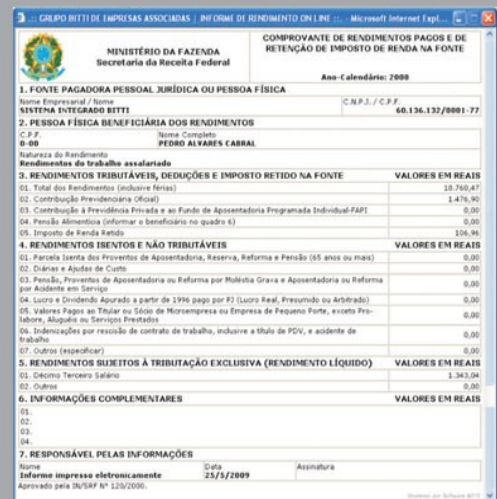 .:: GRUPO BITTI DE EMPRESAS ASSOCIADAS | INFORME DE RENDIMENTO ON LINE ::. - Microsoft Internet Expl...
MINISTÉRIO DA FAZENDA
Secretaria da Receita Federal
COMPROVANTE DE RENDIMENTOS PAGOS E DE
RETENÇÃO DE IMPOSTO DE RENDA NA FONTE
Ano-Calendário: 2008
1. FONTE PAGADORA PESSOAL JURÍDICA OU PESSOA FÍSICA
Nome Empresarial / Nome C.N.P.J. / C.P.F.
SISTEMA INTEGRADO BITTI 60.136.132/0001-77
2. PESSOA FÍSICA BENEFICIÁRIA DOS RENDIMENTOS
C.P.F. Nome Completo
0-00 PEDRO ALVARES CABRAL
Natureza do Rendimento
Rendimentos do trabalho assalariado
3. RENDIMENTOS TRIBUTÁVEIS, DEDUÇÕES E IMPOSTO RETIDO NA FONTE VALORES EM REAIS
01. Total dos Rendimentos (inclusive férias) 18.760,47
02. Contribuição Previdenciária Oficial) 1.476,90
03. Contribuição à Previdência Privada e ao Fundo de Aposentadoria Programada Individual-FAPI 0,00
04. Pensão Alimentícia (informar o beneficiário no quadro 6) 0,00
05. Imposto de Renda Retido 106,96
4. RENDIMENTOS ISENTOS E NÃO TRIBUTÁVEIS VALORES EM REAIS
01. Parcela Isenta dos Proventos de Aposentadoria, Reserva, Reforma e Pensão (65 anos ou mais) 0,00
02. Diárias e Ajudas de Custo 0,00
03. Pensão, Proventos de Aposentadoria ou Reforma por Moléstia Grave e Aposentadoria ou Reforma
por Acidente em Serviço 0,00
04. Lucro e Dividendo Apurado a partir de 1996 pago por PJ (Lucro Real, Presumido ou Arbitrado) 0,00
05. Valores Pagos ao Titular ou Sócio de Microempresa ou Empresa de Pequeno Porte, exceto Pro-
labore, Aluguéis ou Serviços Prestados 0,00
06. Indenizações por rescisão de contrato de trabalho, inclusive a título de PDV, e acidente de
trabalho 0,00
07. Outros (especificar) 0,00
5. RENDIMENTOS SUJEITOS À TRIBUTAÇÃO EXCLUSIVA (RENDIMENTO LÍQUIDO) VALORES EM REAIS
01. Décimo Terceiro Salário 1.343,04
02. Outros 0,00
6. INFORMAÇÕES COMPLEMENTARES VALORES EM REAIS
01.
02.
03.
04.
7. RESPONSÁVEL PELAS INFORMAÇÕES
Nome Data Assinatura
Informe impresso eletronicamente 25/5/2009
Aprovado pela IN/SRF Nº 120/2000.